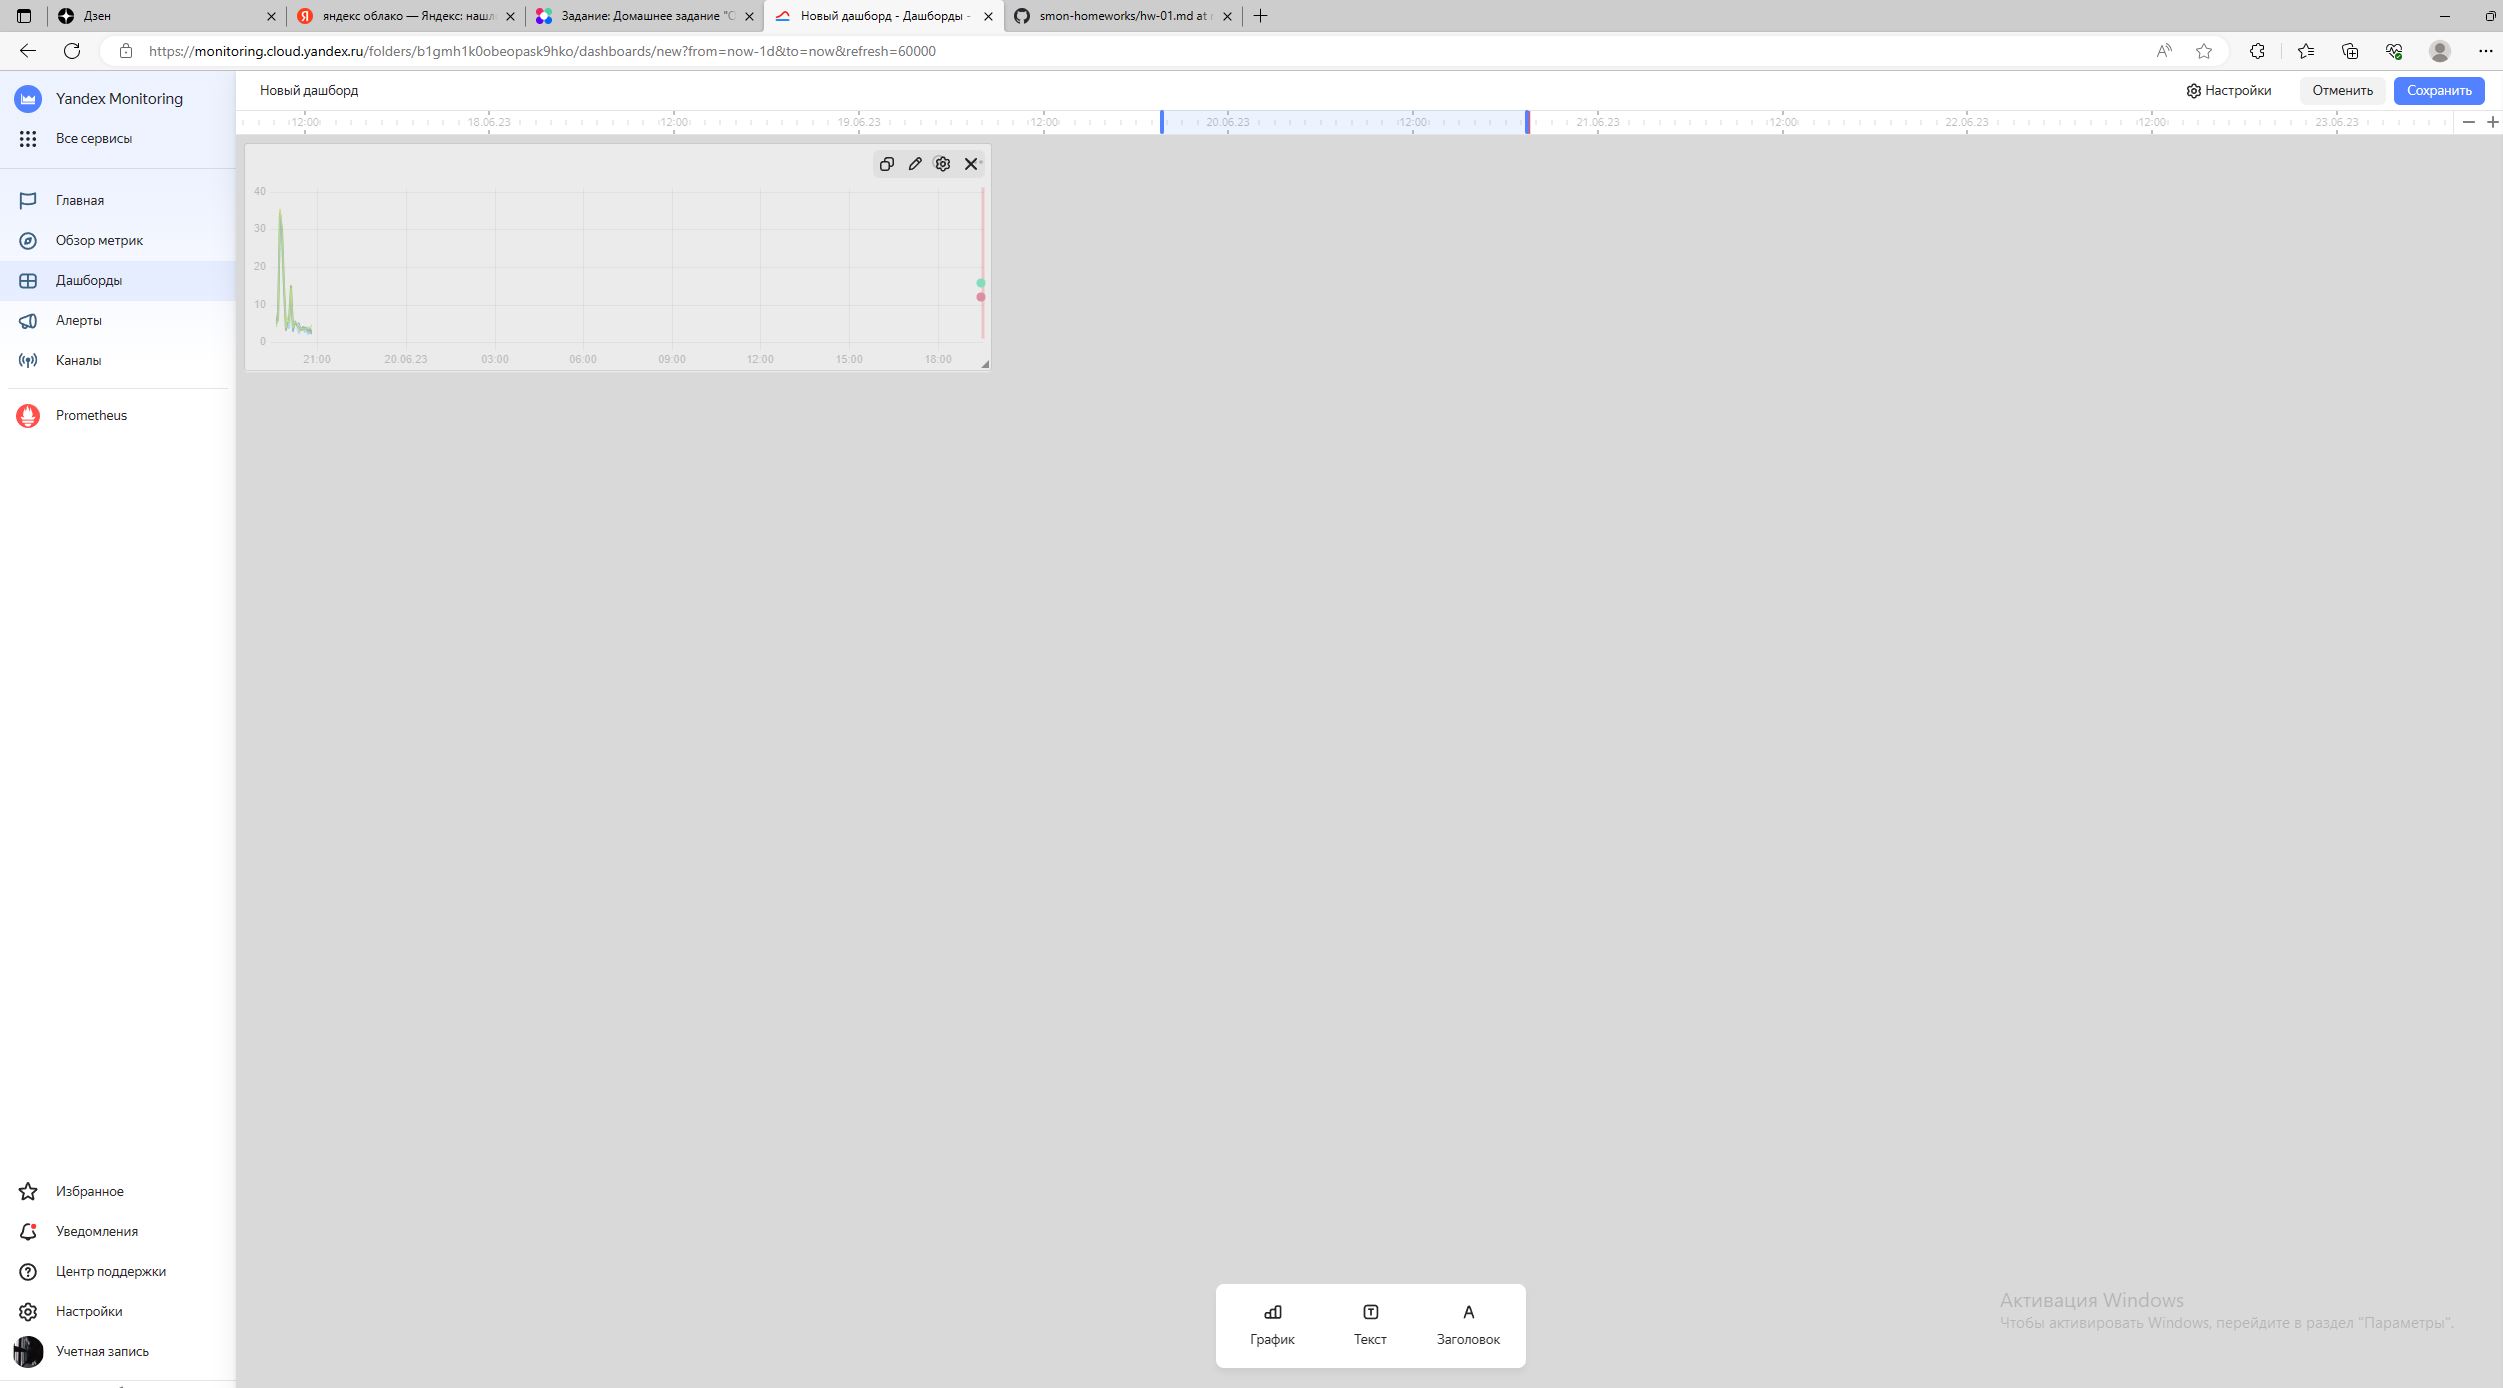 Дзен
яндекс облако — Яндекс: нашл
Задание: Домашнее задание "С
Новый дашборд - Дашборды -
smon-homeworks/hw-01.md at
https://monitoring.cloud.yandex.ru/folders/b1gmh1k0obeopask9hko/dashboards/new?from=now-1d&to=now&refresh=60000
Yandex Monitoring
Все сервисы
Главная
Обзор метрик
Дашборды
Алерты
Каналы
Prometheus
Избранное
Уведомления
Центр поддержки
Настройки
Учетная запись
Новый дашборд
Настройки
Отменить
Сохранить
12:00 18.06.23 12:00 19.06.23 12:00 20.06.23 12:00 21.06.23 12:00 22.06.23 12:00 23.06.23
40
30
20
10
0
21:00 20.06.23 03:00 06:00 09:00 12:00 15:00 18:00
График
Текст
Заголовок
Активация Windows
Чтобы активировать Windows, перейдите в раздел "Параметры".